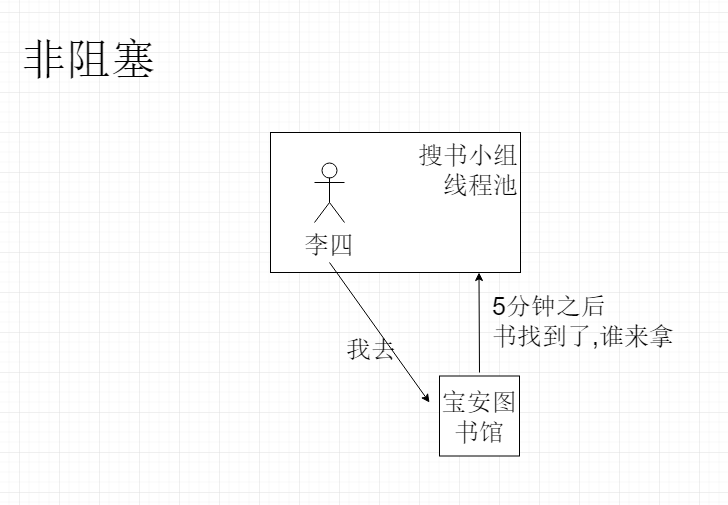 非阻塞
搜书小组
线程池
李四
5分钟之后
书找到了,谁来拿
我去
宝安图
书馆